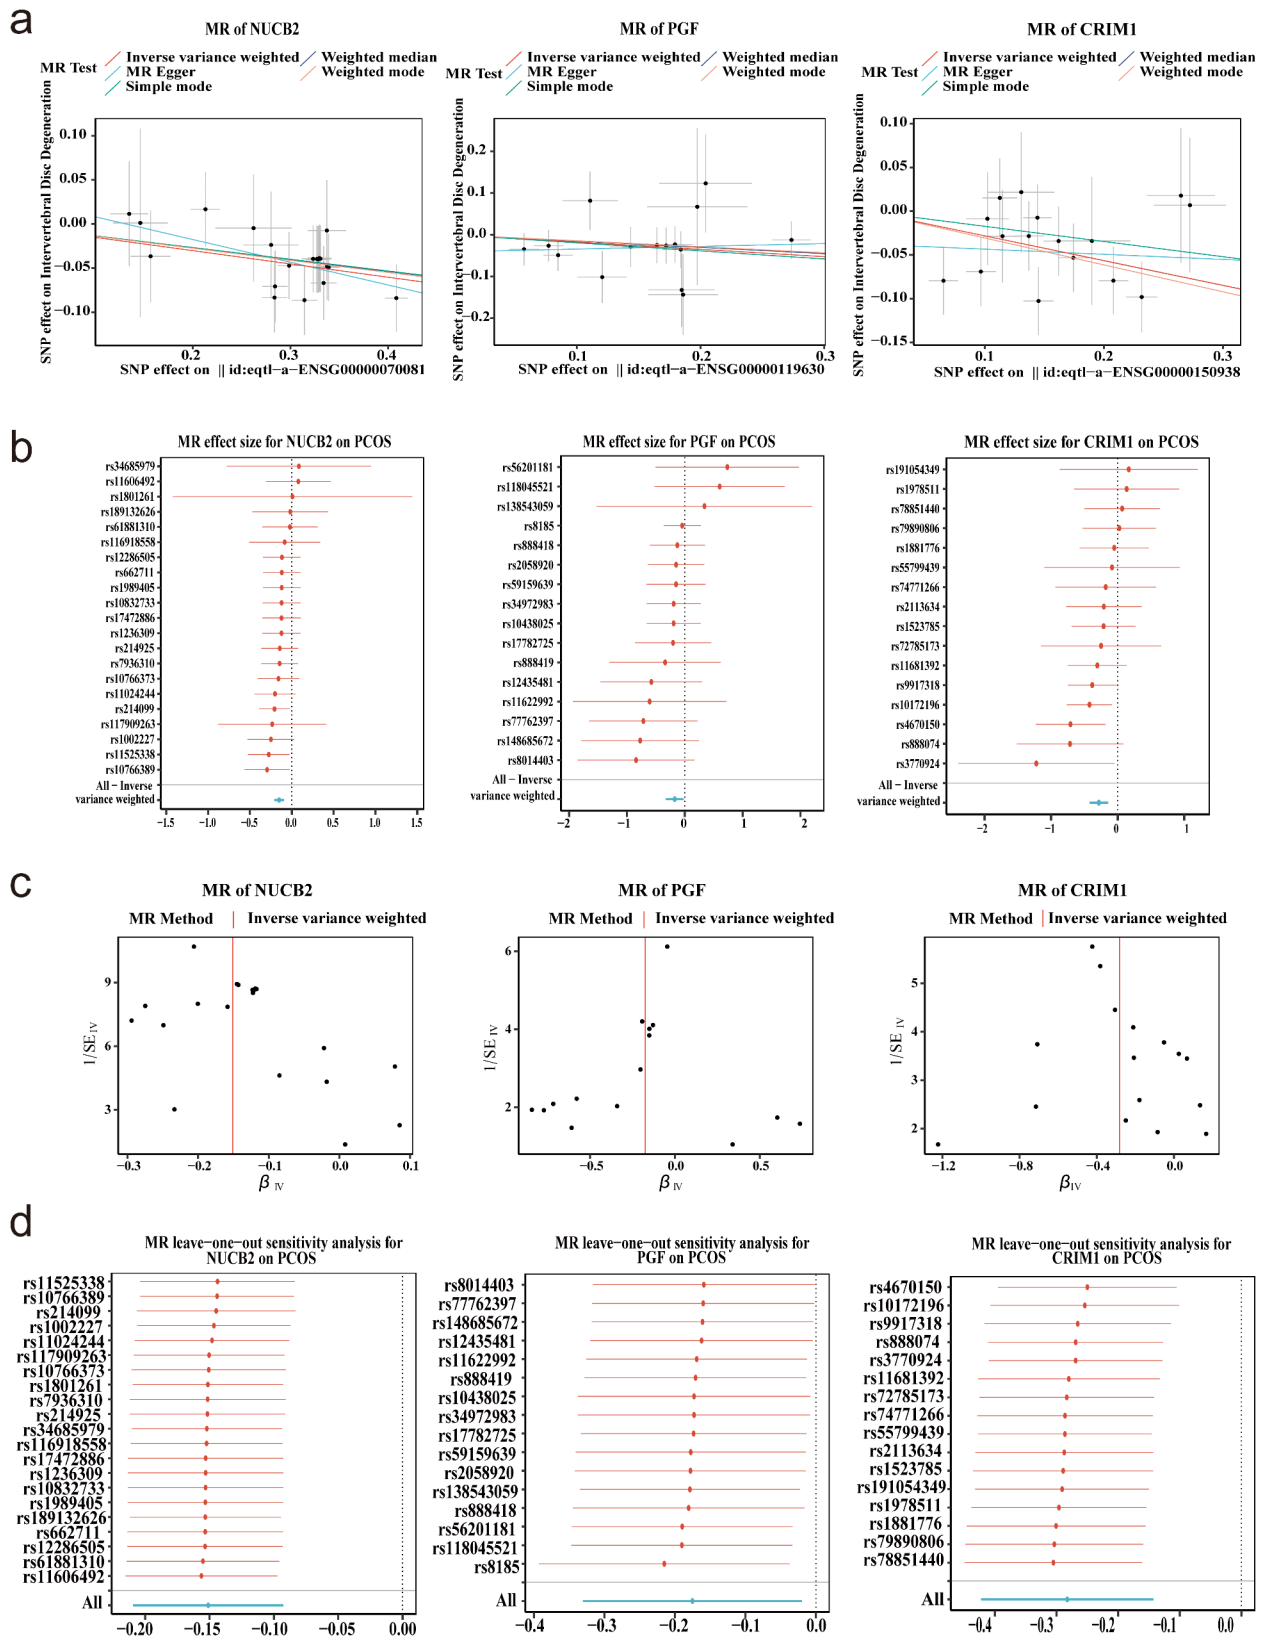 a
MR of NUCB2
MR Test
Inverse variance weighted
Weighted median
MR Egger
Weighted mode
Simple mode
SNP effect on Intervertebral Disc Degeneration
0.10
0.05
0.00
−0.05
−0.10
0.2
0.3
0.4
SNP effect on || id:eqtl−a−ENSG00000070081
MR of PGF
MR Test
Inverse variance weighted
Weighted median
MR Egger
Weighted mode
Simple mode
SNP effect on Intervertebral Disc Degeneration
0.2
0.1
0.0
−0.1
−0.2
0.1
0.2
0.3
SNP effect on || id:eqtl−a−ENSG00000119630
MR of CRIM1
MR Test
Inverse variance weighted
Weighted median
MR Egger
Weighted mode
Simple mode
SNP effect on Intervertebral Disc Degeneration
0.10
0.05
0.00
−0.05
−0.10
−0.15
0.1
0.2
0.3
SNP effect on || id:eqtl−a−ENSG00000150938
b
MR effect size for NUCB2 on PCOS
rs34685979
rs11606492
rs1801261
rs189132626
rs61881310
rs116918558
rs12286505
rs662711
rs1989405
rs10832733
rs17472886
rs1236309
rs214925
rs7936310
rs10766373
rs11024244
rs214099
rs117909263
rs1002227
rs11525338
rs10766389
All − Inverse
variance weighted
−1.5
−1.0
−0.5
0.0
0.5
1.0
1.5
MR effect size for PGF on PCOS
rs56201181
rs118045521
rs138543059
rs8185
rs888418
rs2058920
rs59159639
rs34972983
rs10438025
rs17782725
rs888419
rs12435481
rs11622992
rs77762397
rs148685672
rs8014403
All − Inverse
variance weighted
−2
−1
0
1
2
MR effect size for CRIM1 on PCOS
rs191054349
rs1978511
rs78851440
rs79890806
rs1881776
rs55799439
rs74771266
rs2113634
rs1523785
rs72785173
rs11681392
rs9917318
rs10172196
rs4670150
rs888074
rs3770924
All − Inverse
variance weighted
−2
−1
0
1
c
MR of NUCB2
MR Method
Inverse variance weighted
1/SE IV
9
6
3
−0.3
−0.2
−0.1
0.0
0.1
β IV
MR of PGF
MR Method
Inverse variance weighted
1/SE IV
6
4
2
−0.5
0.0
0.5
β IV
MR of CRIM1
MR Method
Inverse variance weighted
1/SE IV
5
4
3
2
−1.2
−0.8
−0.4
0.0
β IV
d
MR leave−one−out sensitivity analysis for
NUCB2 on PCOS
rs11525338
rs10766389
rs214099
rs1002227
rs11024244
rs117909263
rs10766373
rs1801261
rs7936310
rs214925
rs34685979
rs116918558
rs17472886
rs1236309
rs10832733
rs1989405
rs189132626
rs662711
rs12286505
rs61881310
rs11606492
All
−0.20
−0.15
−0.10
−0.05
0.00
MR leave−one−out sensitivity analysis for
PGF on PCOS
rs8014403
rs77762397
rs148685672
rs12435481
rs11622992
rs888419
rs10438025
rs34972983
rs17782725
rs59159639
rs2058920
rs138543059
rs888418
rs56201181
rs118045521
rs8185
All
−0.4
−0.3
−0.2
−0.1
0.0
MR leave−one−out sensitivity analysis for
CRIM1 on PCOS
rs4670150
rs10172196
rs9917318
rs888074
rs3770924
rs11681392
rs72785173
rs74771266
rs55799439
rs2113634
rs1523785
rs191054349
rs1978511
rs1881776
rs79890806
rs78851440
All
−0.4
−0.3
−0.2
−0.1
0.0